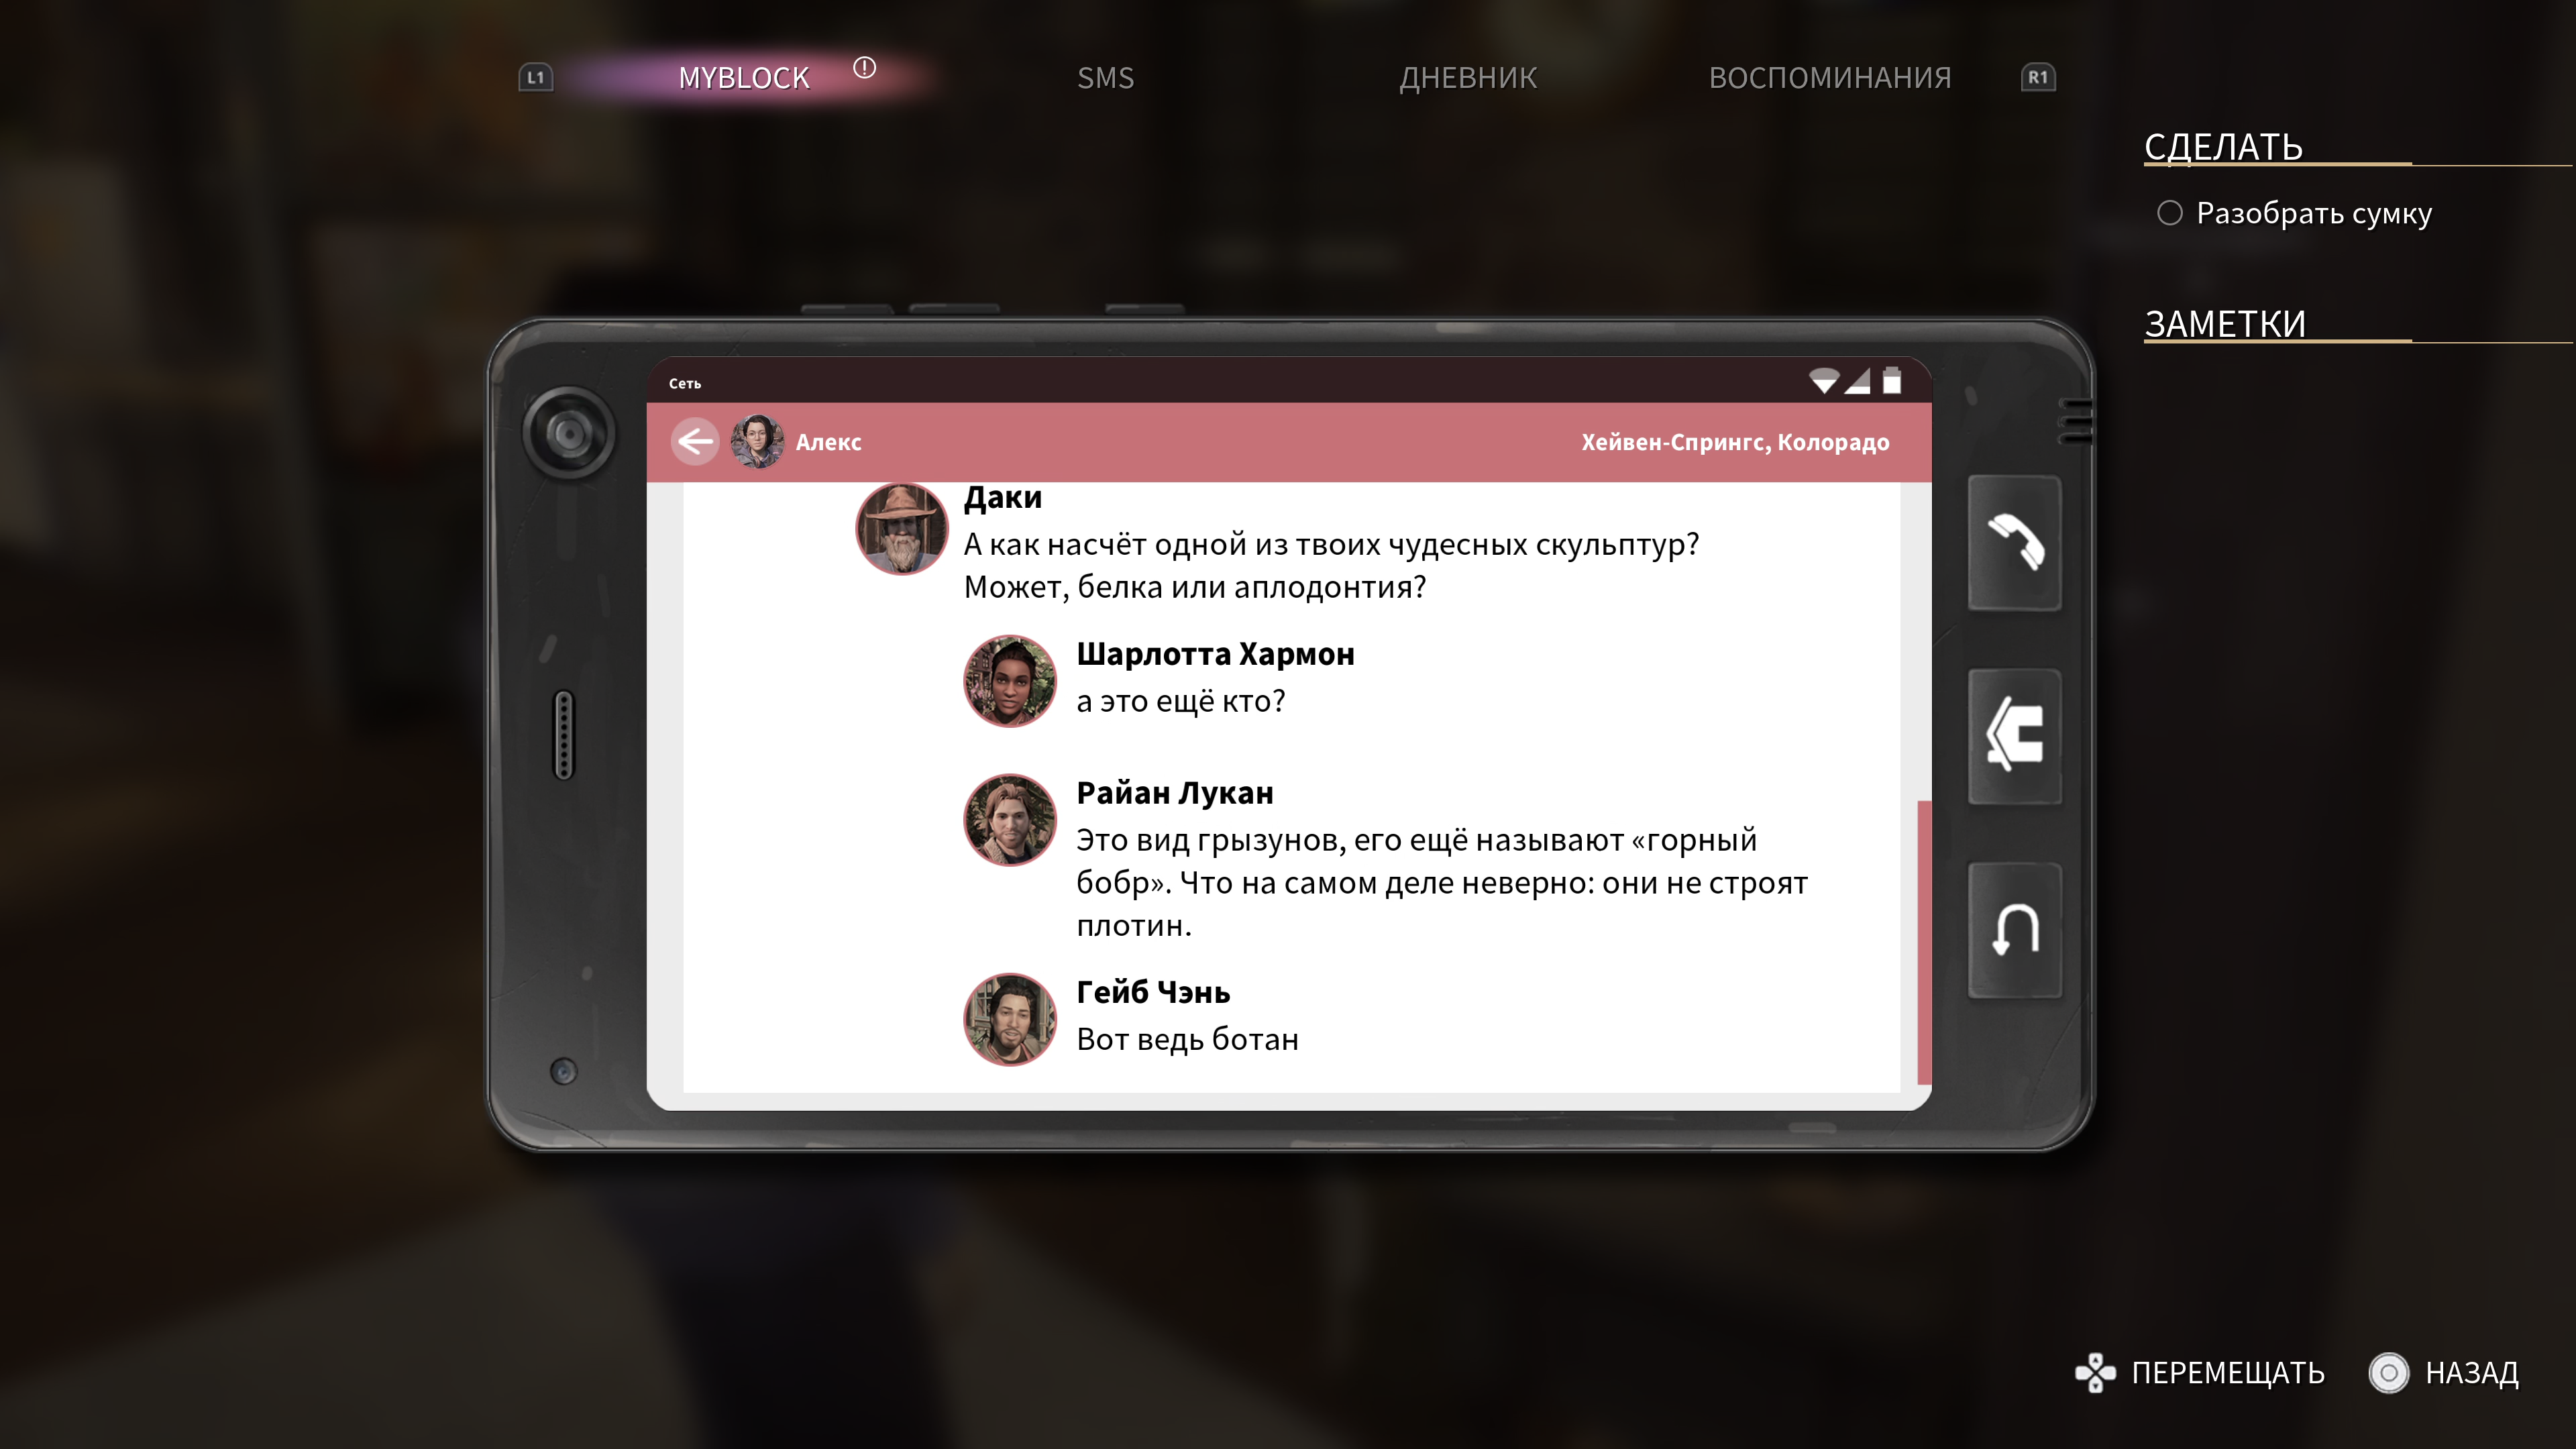 L1
MYBLOCK
SMS
ДНЕВНИК
ВОСПОМИНАНИЯ
R1
СДЕЛАТЬ
Разобрать сумку
ЗАМЕТКИ
Сеть
Алекс
Хейвен-Спрингс, Колорадо
Даки
А как насчёт одной из твоих чудесных скульптур?
Может, белка или аплодонтия?
Шарлотта Хармон
а это ещё кто?
Райан Лукан
Это вид грызунов, его ещё называют «горный
бобр». Что на самом деле неверно: они не строят
плотин.
Гейб Чэнь
Вот ведь ботан
ПЕРЕМЕЩАТЬ
НАЗАД